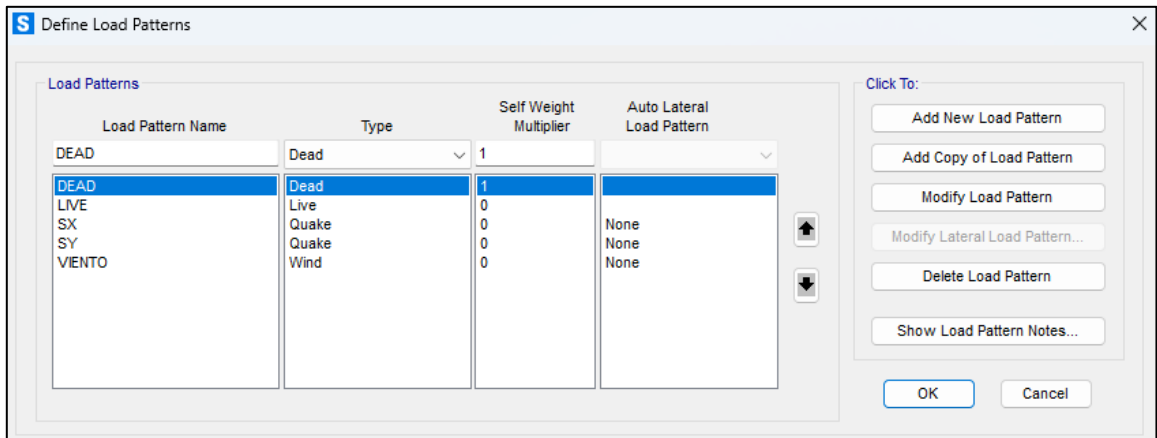 S Define Load Patterns
Load Patterns
Click To:
Load Pattern Name Type Self Weight Multiplier Auto Lateral Load Pattern
DEAD Dead 1
DEAD Dead 1
LIVE Live 0
SX Quake 0 None
SY Quake 0 None
VIENTO Wind 0 None
Add New Load Pattern
Add Copy of Load Pattern
Modify Load Pattern
Modify Lateral Load Pattern...
Delete Load Pattern
Show Load Pattern Notes...
OK Cancel